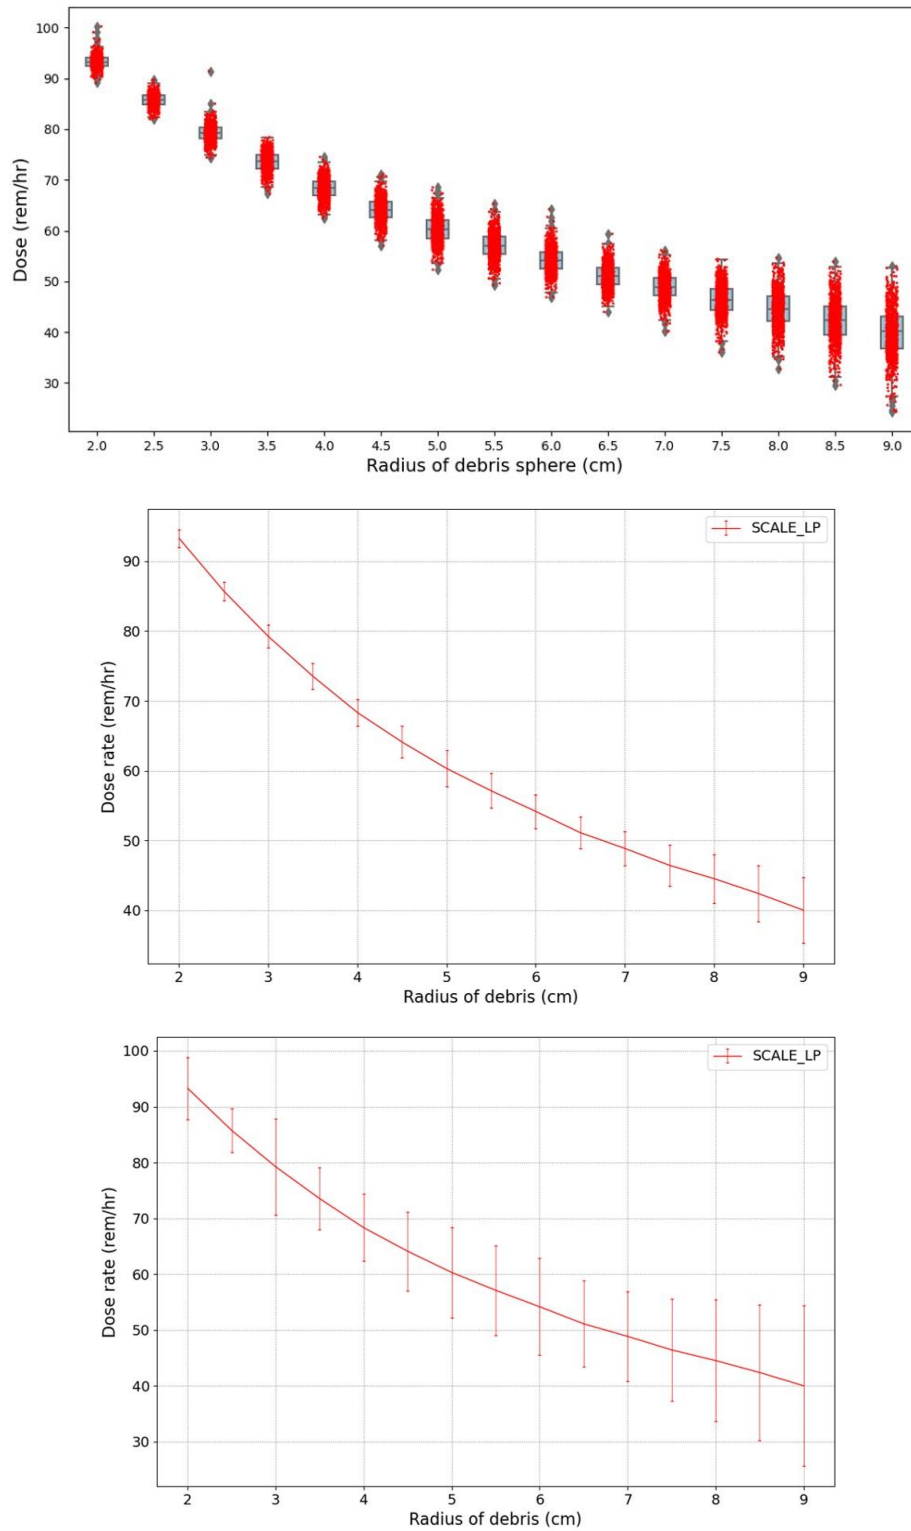 100
90
80
70
60
50
40
30
Dose (rem/hr)
2.0 2.5 3.0 3.5 4.0 4.5 5.0 5.5 6.0 6.5 7.0 7.5 8.0 8.5 9.0
Radius of debris sphere (cm)
SCALE_LP
90
80
70
60
50
40
Dose rate (rem/hr)
2 3 4 5 6 7 8 9
Radius of debris (cm)
SCALE_LP
100
90
80
70
60
50
40
30
Dose rate (rem/hr)
2 3 4 5 6 7 8 9
Radius of debris (cm)